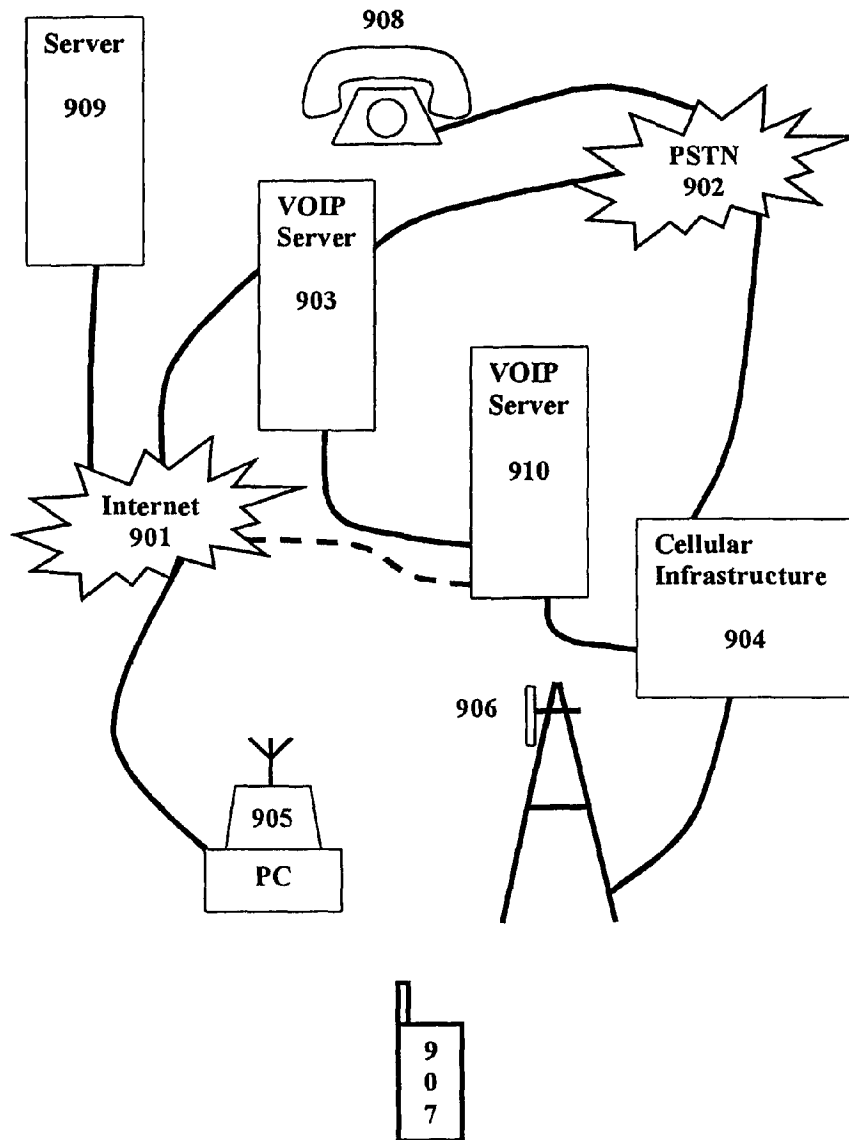 908
Server
909
PSTN
902
VOIP
Server
903
VOIP
Server
910
Internet
901
Cellular
Infrastructure
904
906
905
PC
9
0
7